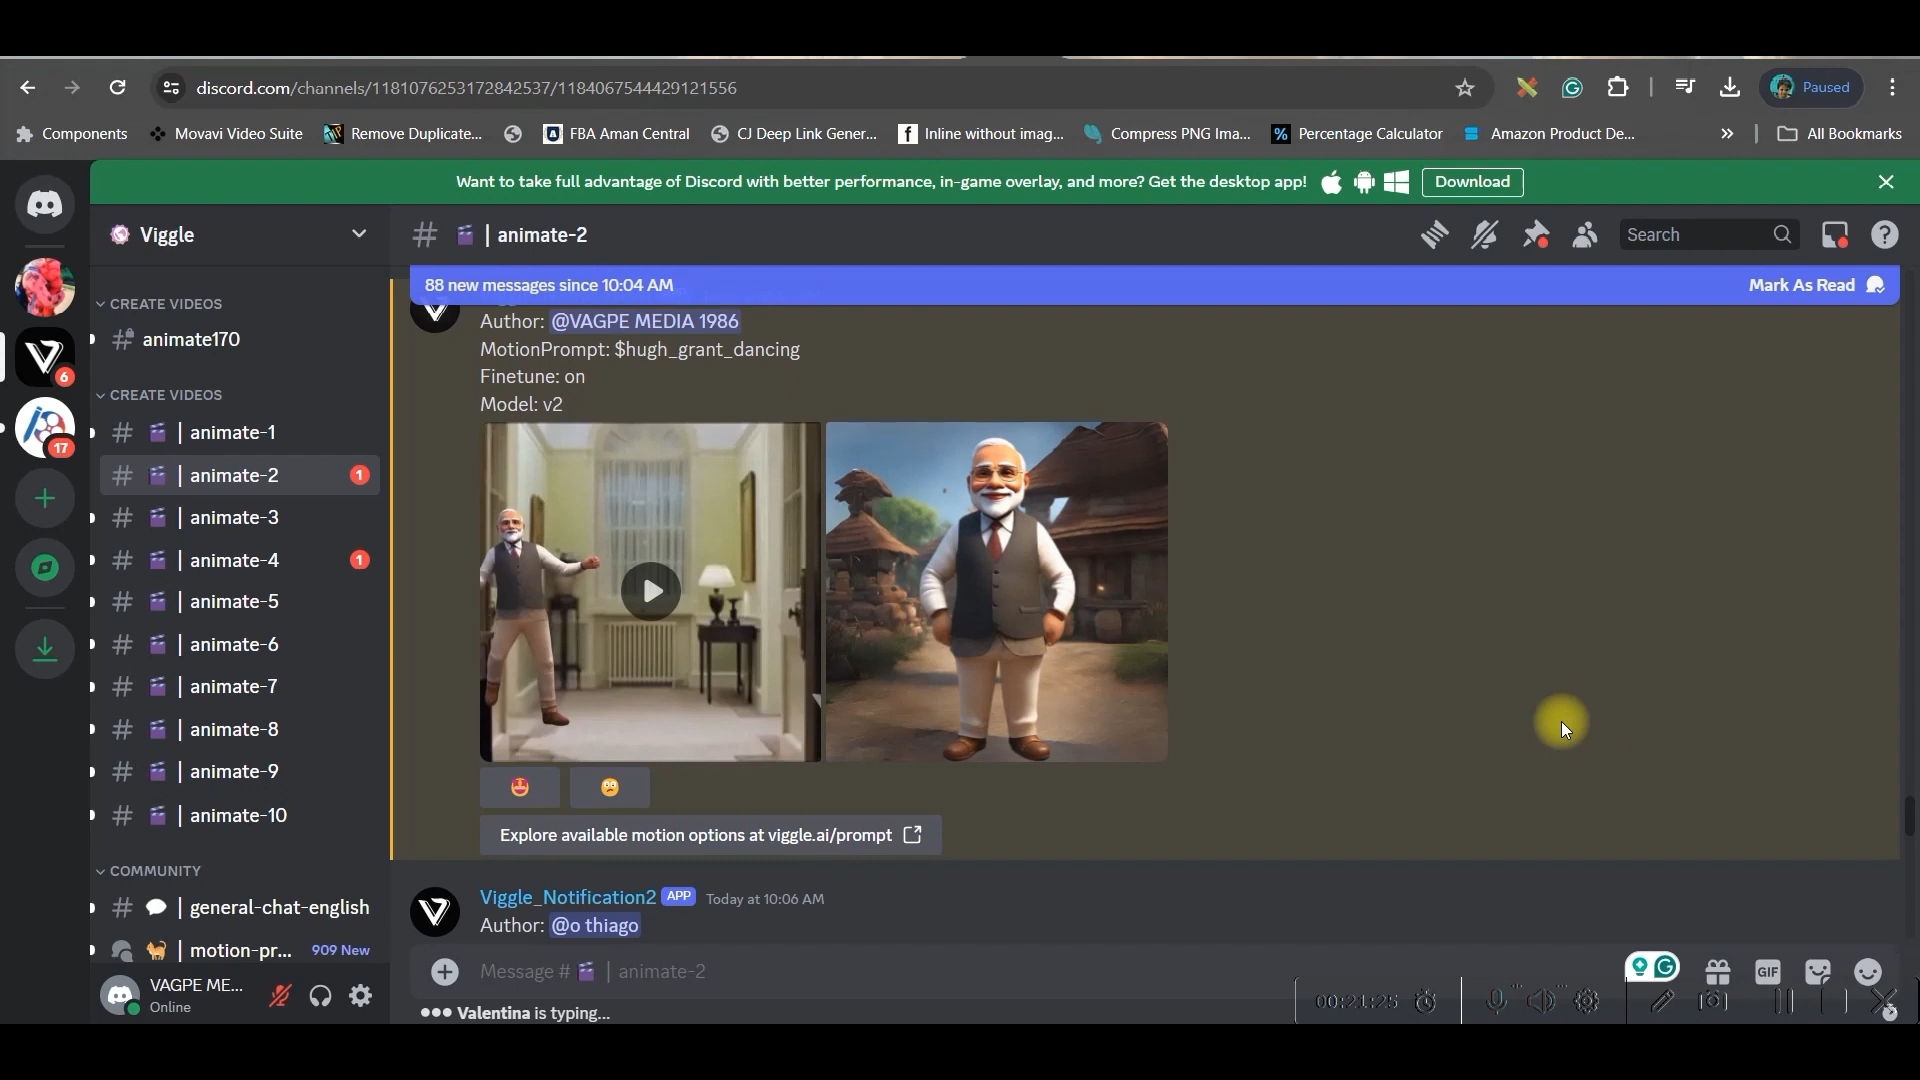 discord.com/channels/1181076253172842537/1184067544429121556
Paused
Components
Movavi Video Suite
Remove Duplicate...
FBA Aman Central
CJ Deep Link Gener...
Inline without imag...
Compress PNG Ima...
Percentage Calculator
Amazon Product De...
All Bookmarks
Want to take full advantage of Discord with better performance, in-game overlay, and more? Get the desktop app!
Download
Viggle
| animate-2
Search
88 new messages since 10:04 AM
Mark As Read
CREATE VIDEOS
animate170
CREATE VIDEOS
| animate-1
| animate-2
1
| animate-3
| animate-4
1
| animate-5
| animate-6
| animate-7
| animate-8
| animate-9
| animate-10
COMMUNITY
| general-chat-english
| motion-pr...
909 New
6
17
VAGPE ME...
Online
Author: @VAGPE MEDIA 1986
MotionPrompt: $hugh_grant_dancing
Finetune: on
Model: v2
Explore available motion options at viggle.ai/prompt
Viggle_Notification2 APP Today at 10:06 AM
Author: @o thiago
Message # | animate-2
GIF
Valentina is typing...
00:21:25